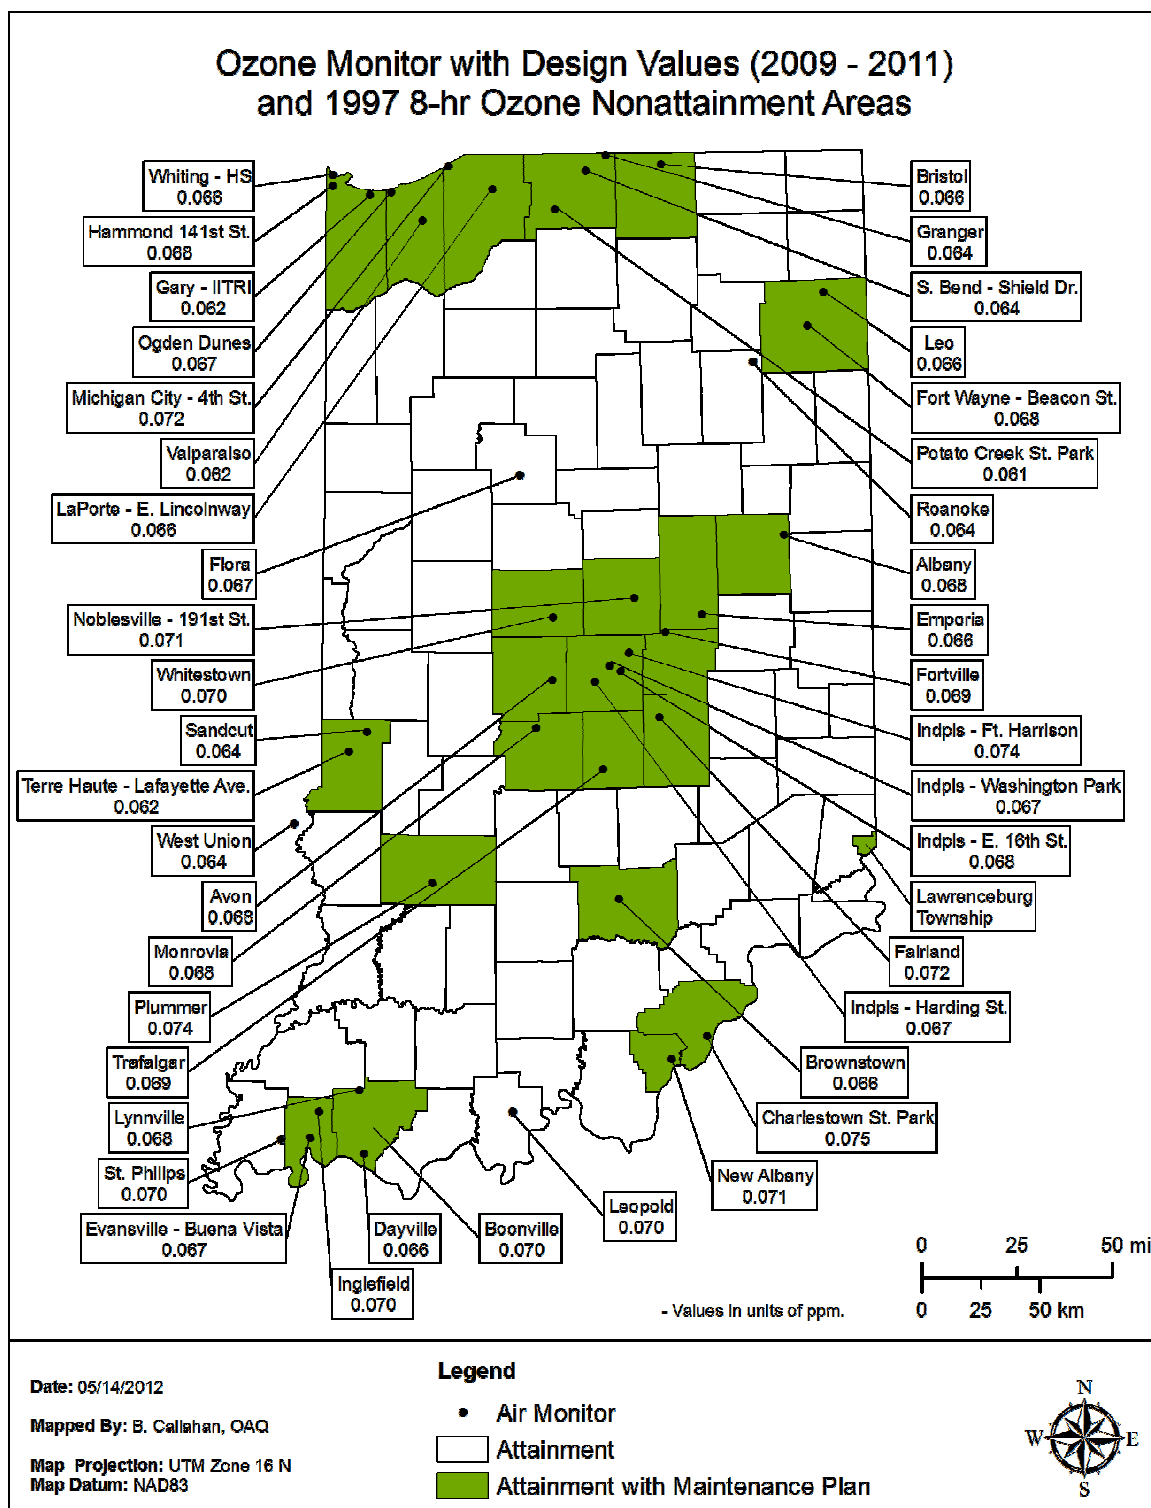 Ozone Monitor with Design Values (2009 - 2011)
and 1997 8-hr Ozone Nonattainment Areas
Whiting - HS
0.066
Hammond 141st St.
0.068
Gary - IITRI
0.062
Ogden Dunes
0.067
Michigan City - 4th St.
0.072
Valparaiso
0.062
LaPorte - E. Lincolnway
0.066
Flora
0.067
Noblesville - 191st St.
0.071
Whitestown
0.070
Sandcut
0.064
Terre Haute - Lafayette Ave.
0.062
West Union
0.064
Avon
0.068
Monrovia
0.068
Plummer
0.074
Trafalgar
0.069
Lynnville
0.068
St. Philips
0.070
Evansville - Buena Vista
0.067
Inglefield
0.070
Dayville
0.066
Boonville
0.070
Leopold
0.070
New Albany
0.071
Charlestown St. Park
0.075
Brownstown
0.066
Indpls - Harding St.
0.067
Fairland
0.072
Lawrenceburg
Township
Indpls - E. 16th St.
0.068
Indpls - Washington Park
0.067
Indpls - Ft. Harrison
0.074
Fortville
0.069
Emporia
0.066
Albany
0.068
Roanoke
0.064
Potato Creek St. Park
0.061
Fort Wayne - Beacon St.
0.068
Leo
0.066
S. Bend - Shield Dr.
0.064
Granger
0.064
Bristol
0.066
0 25 50 mi
0 25 50 km
- Values in units of ppm.
Date: 05/14/2012
Mapped By: B. Callahan, OAQ
Map Projection: UTM Zone 16 N
Map Datum: NAD83
Legend
Air Monitor
Attainment
Attainment with Maintenance Plan
N
W E
S